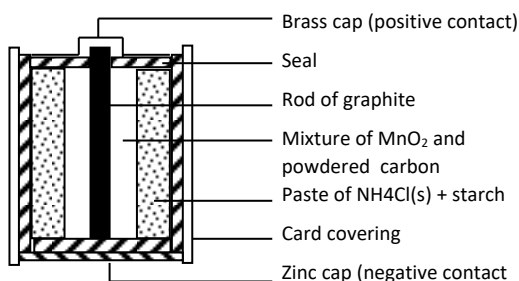 Brass cap (positive contact)
Seal
Rod of graphite
Mixture of MnO₂ and
powdered carbon
Paste of NH4Cl(s) + starch
Card covering
Zinc cap (negative contact